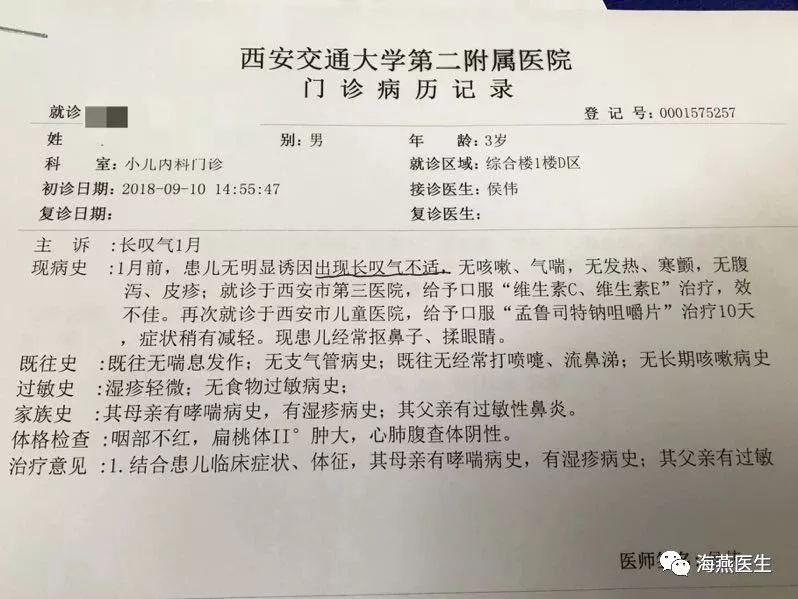 西安交通大学第二附属医院
门诊病历记录
就诊
登 记 号:0001575257
姓
别:男
年 龄:3岁
科 室:小儿内科门诊
就诊区域:综合楼1楼D区
初诊日期:2018-09-10 14:55:47
接诊医生:侯伟
复诊日期:
复诊医生:
主 诉:长叹气1月
现病史:1月前，患儿无明显诱因出现长叹气不适，无咳嗽、气喘，无发热、寒颤，无腹
泻、皮疹；就诊于西安市第三医院，给予口服“维生素C、维生素E”治疗，效
不佳。再次就诊于西安市儿童医院，给予口服“孟鲁司特钠咀嚼片”治疗10天
，症状稍有减轻。现患儿经常抠鼻子、揉眼睛。
既往史:既往无喘息发作；无支气管病史；既往无经常打喷嚏、流鼻涕；无长期咳嗽病史
过敏史:湿疹轻微；无食物过敏病史；
家族史:其母亲有哮喘病史，有湿疹病史；其父亲有过敏性鼻炎。
体格检查:咽部不红，扁桃体II°肿大，心肺腹查体阴性。
治疗意见:1.结合患儿临床症状、体征，其母亲有哮喘病史，有湿疹病史；其父亲有过敏
医师
海燕医生